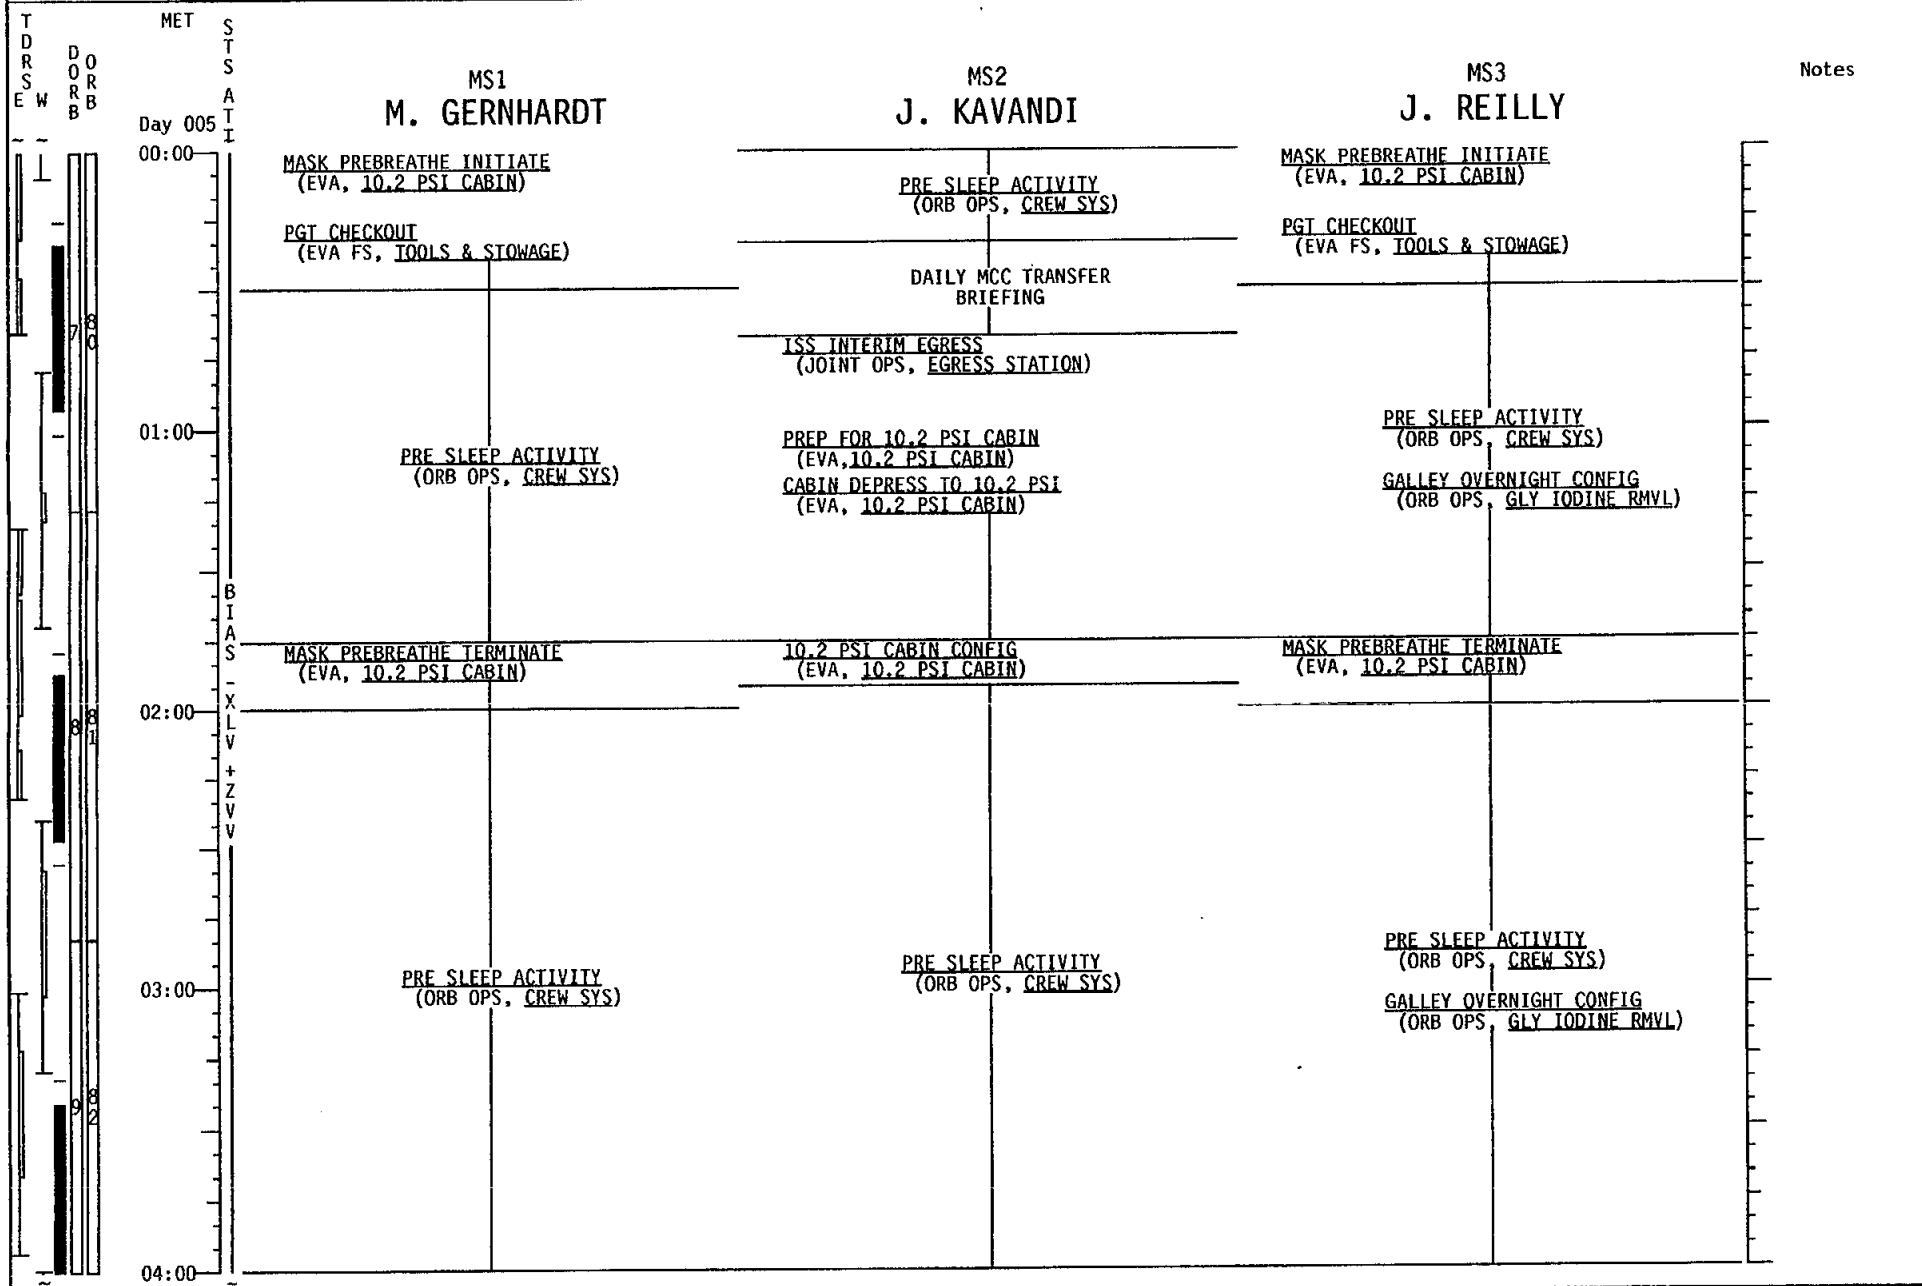 TDRS
E W
DORB
ORB
MET
STS ATT
MS1
M. GERNHARDT
MS2
J. KAVANDI
MS3
J. REILLY
Notes
Day 005
00:00
MASK PREBREATHE INITIATE
(EVA, 10.2 PSI CABIN)
PGT CHECKOUT
(EVA FS, TOOLS & STOWAGE)
PRE SLEEP ACTIVITY
(ORB OPS, CREW SYS)
DAILY MCC TRANSFER
BRIEFING
ISS INTERIM EGRESS
(JOINT OPS, EGRESS STATION)
MASK PREBREATHE INITIATE
(EVA, 10.2 PSI CABIN)
PGT CHECKOUT
(EVA FS, TOOLS & STOWAGE)
7
80
01:00
PRE SLEEP ACTIVITY
(ORB OPS, CREW SYS)
PREP FOR 10.2 PSI CABIN
(EVA,10.2 PSI CABIN)
CABIN DEPRESS TO 10.2 PSI
(EVA, 10.2 PSI CABIN)
PRE SLEEP ACTIVITY
(ORB OPS, CREW SYS)
GALLEY OVERNIGHT CONFIG
(ORB OPS, GLY IODINE RMVL)
BIAS -XLV +ZVV
MASK PREBREATHE TERMINATE
(EVA, 10.2 PSI CABIN)
10.2 PSI CABIN CONFIG
(EVA, 10.2 PSI CABIN)
MASK PREBREATHE TERMINATE
(EVA, 10.2 PSI CABIN)
8
81
02:00
03:00
PRE SLEEP ACTIVITY
(ORB OPS, CREW SYS)
PRE SLEEP ACTIVITY
(ORB OPS, CREW SYS)
PRE SLEEP ACTIVITY
(ORB OPS, CREW SYS)
GALLEY OVERNIGHT CONFIG
(ORB OPS, GLY IODINE RMVL)
9
82
04:00